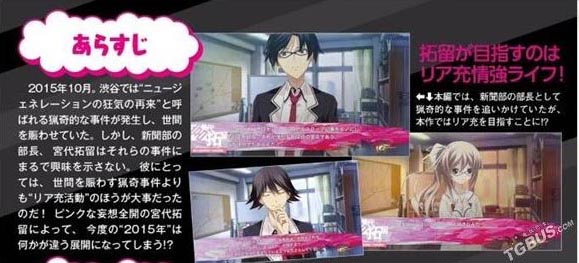 あらすじ
2015年10月。渋谷では“ニュージ
ェネレーションの狂気の再来”と呼
ばれる猟奇的な事件が発生し、世間
を賑わせていた。しかし、新聞部の
部長、宮代拓留はそれらの事件に
まるで興味を示さない。彼にとっ
ては、世間を賑わす猟奇事件より
も“リア充活動”のほうが大事だった
のだ! ピンクな妄想全開の宮代拓
留によって、今度の“2015年”は
何かが違う展開になってしまう!?
拓留が目指すのは
リア充情強ライフ!
←⬇本編では、新聞部の部長として
猟奇的な事件を追いかけていたが、
本作ではリア充を目指すことに!?
TGBUS.COM